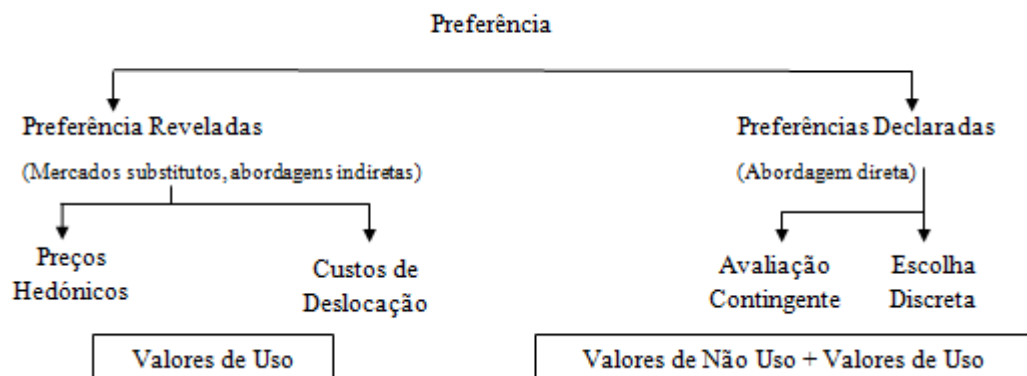 Preferência
Preferência Reveladas
(Mercados substitutos, abordagens indiretas)
Preços
Hedónicos
Custos de
Deslocação
Valores de Uso
Preferências Declaradas
(Abordagem direta)
Avaliação
Contingente
Escolha
Discreta
Valores de Não Uso + Valores de Uso